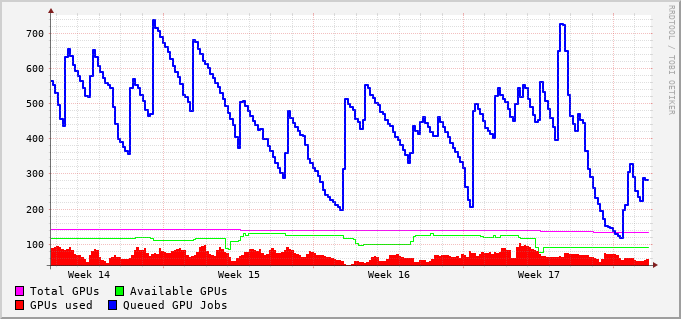 RRDTOOL / TOBI OETIKER
700
600
500
400
300
200
100
Week 14 Week 15 Week 16 Week 17
Total GPUs Available GPUs
GPUs used Queued GPU Jobs